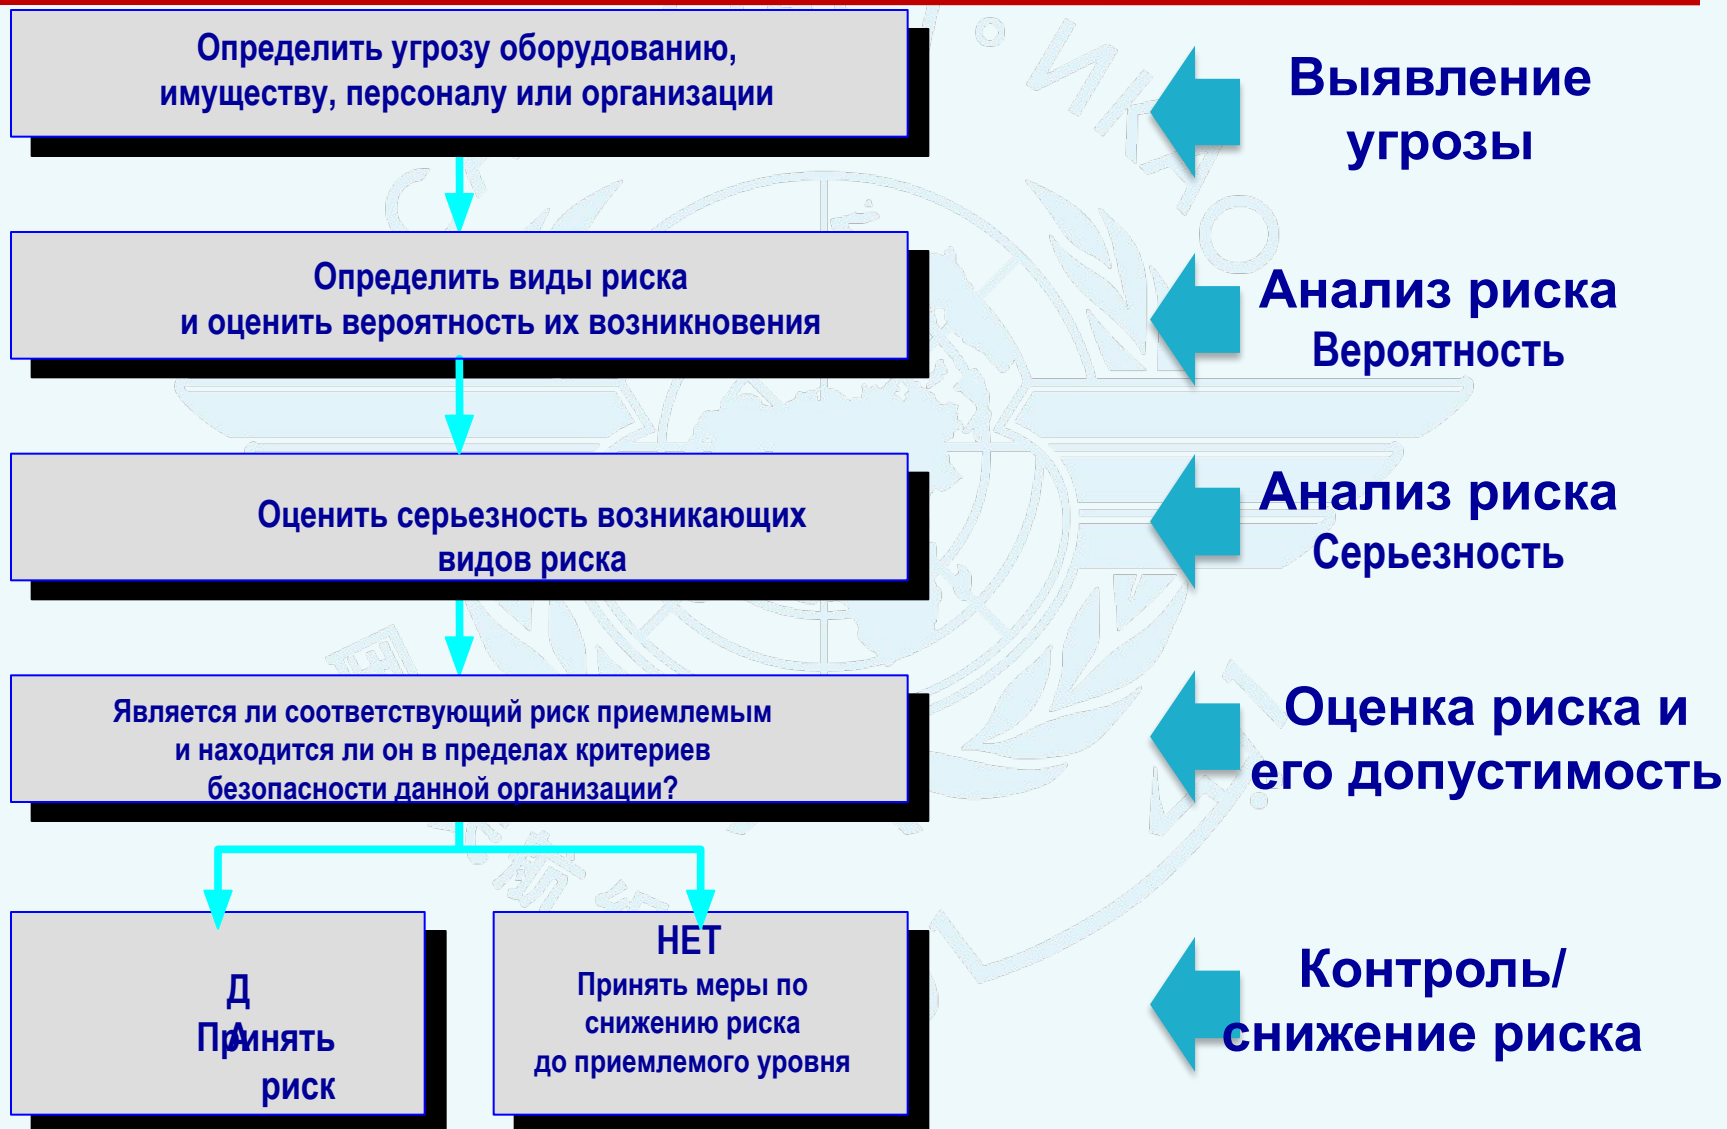 Определить угрозу оборудованию,
имуществу, персоналу или организации
Выявление
угрозы
Определить виды риска
и оценить вероятность их возникновения
Анализ риска
Вероятность
Оценить серьезность возникающих
видов риска
Анализ риска
Серьезность
Является ли соответствующий риск приемлемым
и находится ли он в пределах критериев
безопасности данной организации?
Оценка риска и
его допустимость
Д
А
Принять
риск
НЕТ
Принять меры по
снижению риска
до приемлемого уровня
Контроль/
снижение риска
ИКАО